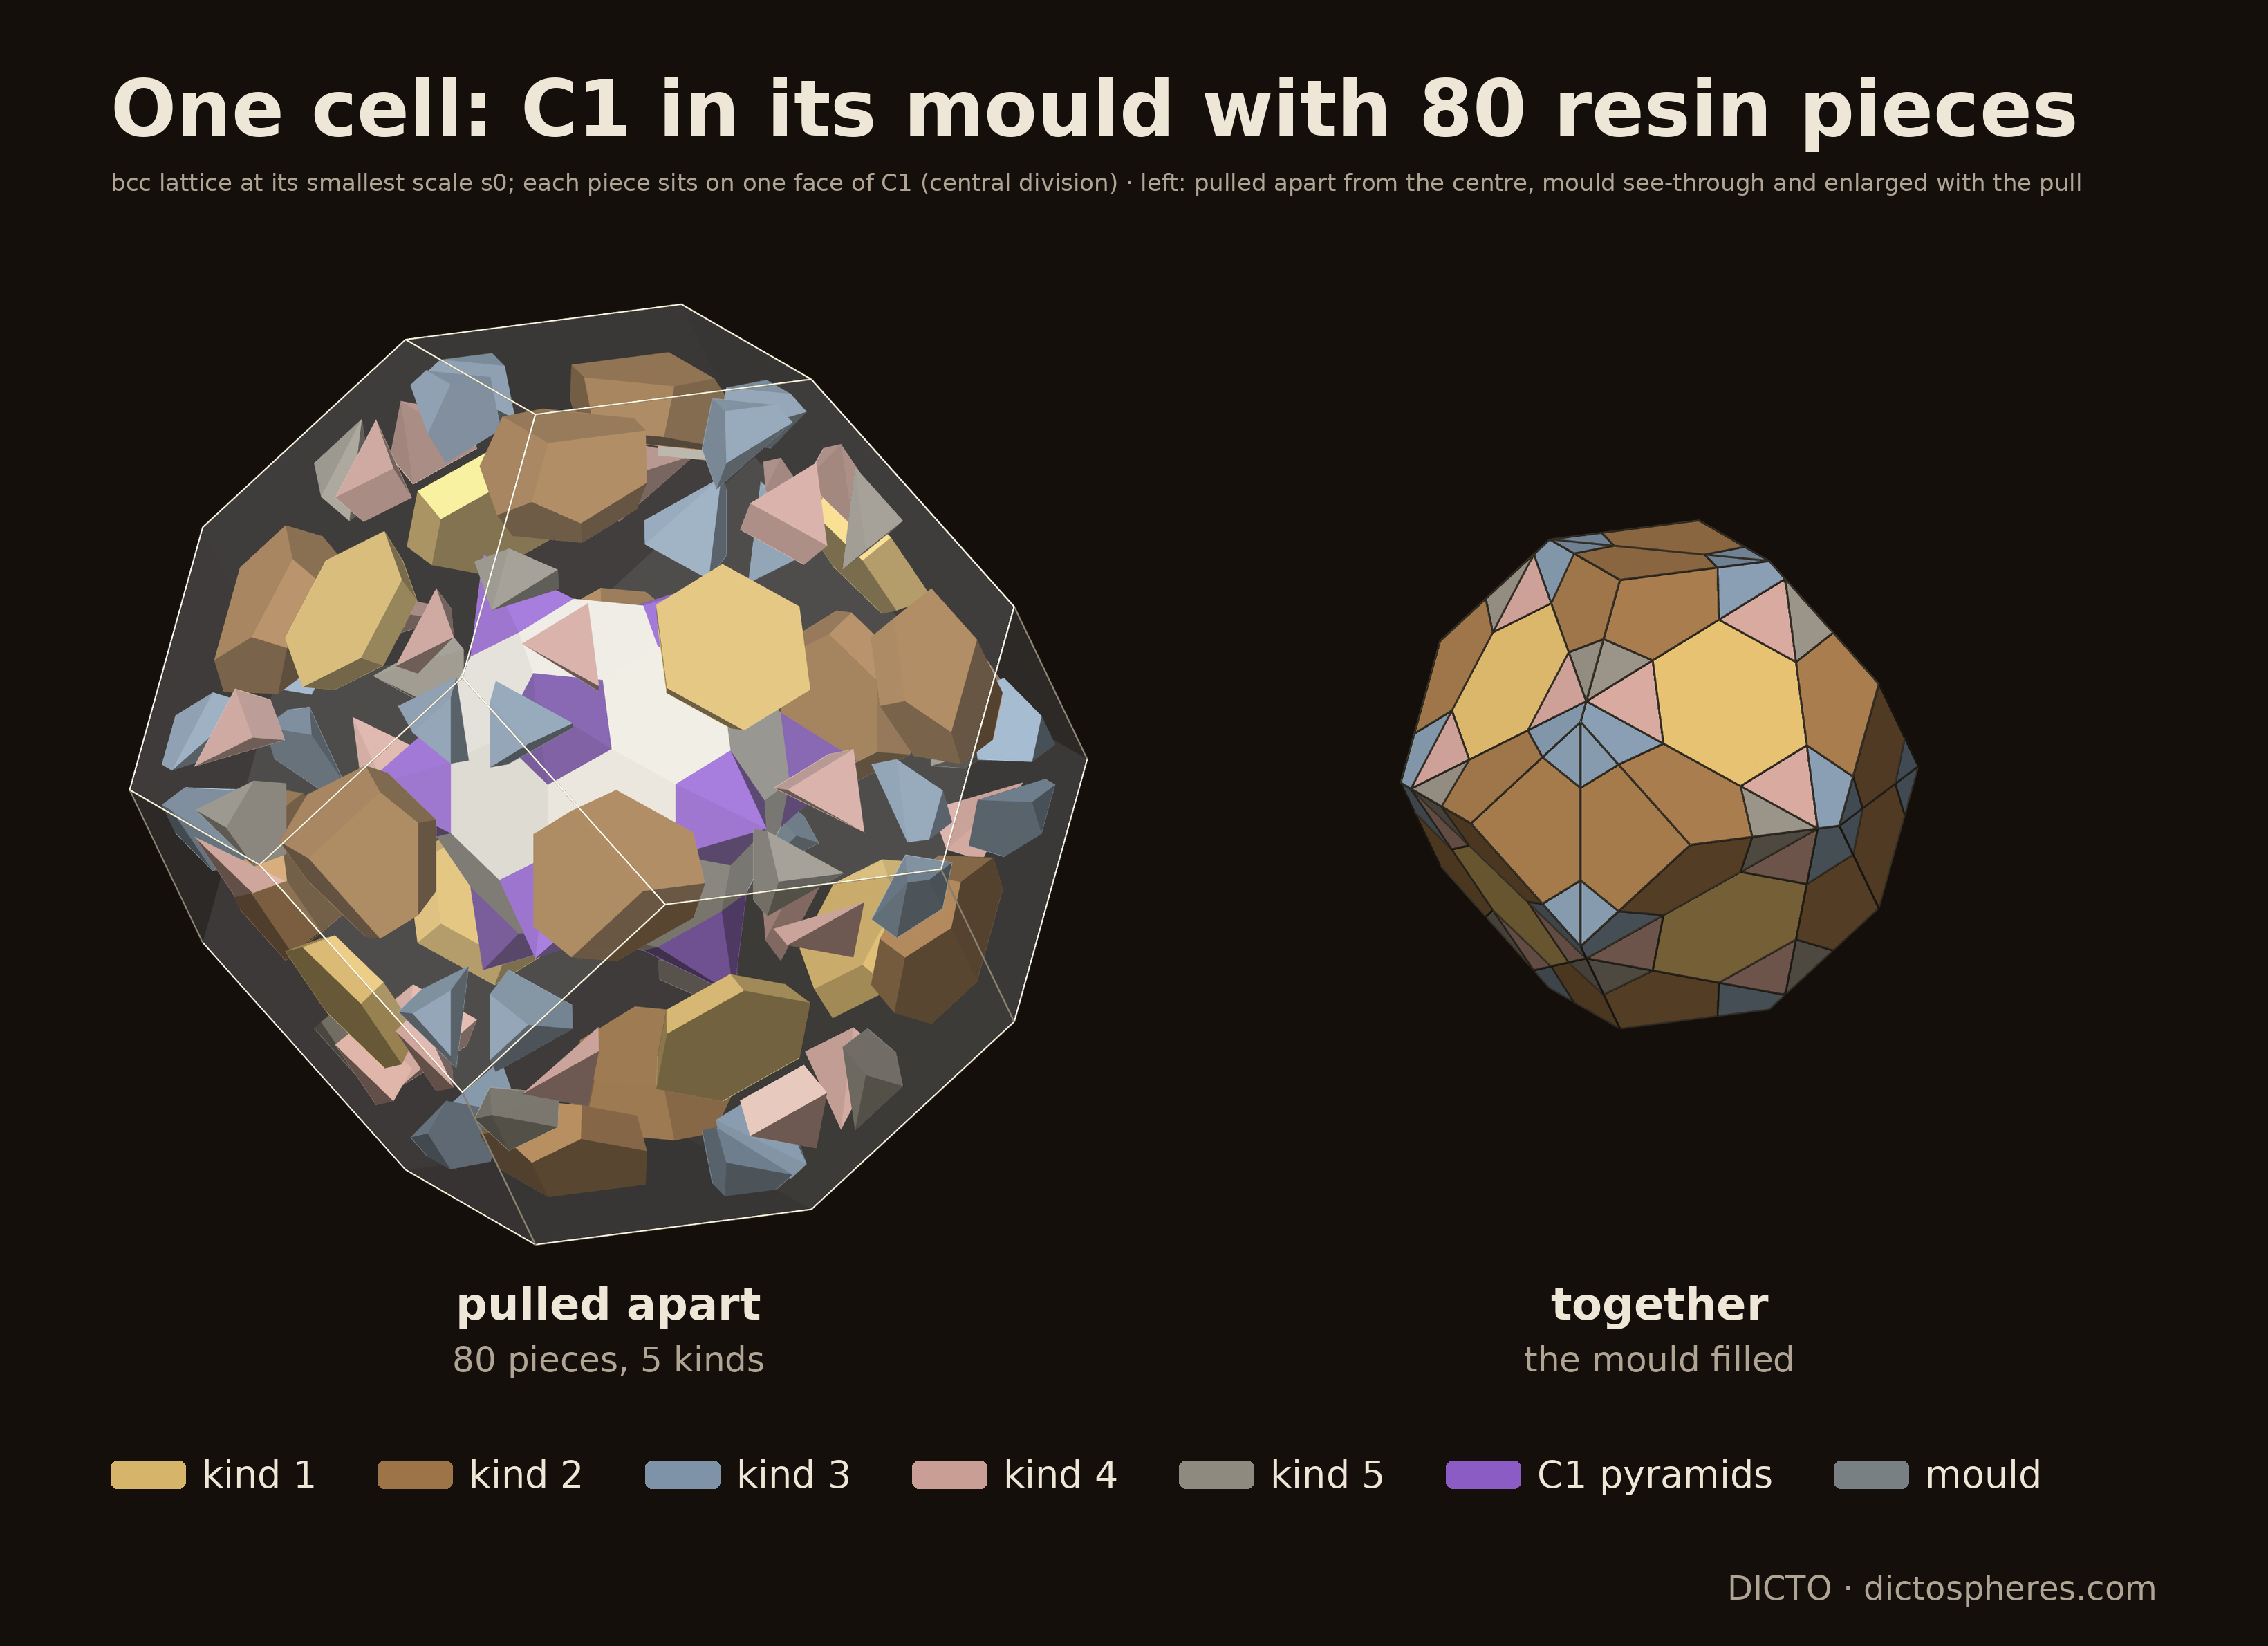 One cell: C1 in its mould with 80 resin pieces
bcc lattice at its smallest scale s0; each piece sits on one face of C1 (central division) · left: pulled apart from the centre, mould see-through and enlarged with the pull
pulled apart
80 pieces, 5 kinds
together
the mould filled
kind 1
kind 2
kind 3
kind 4
kind 5
C1 pyramids
mould
DICTO · dictospheres.com